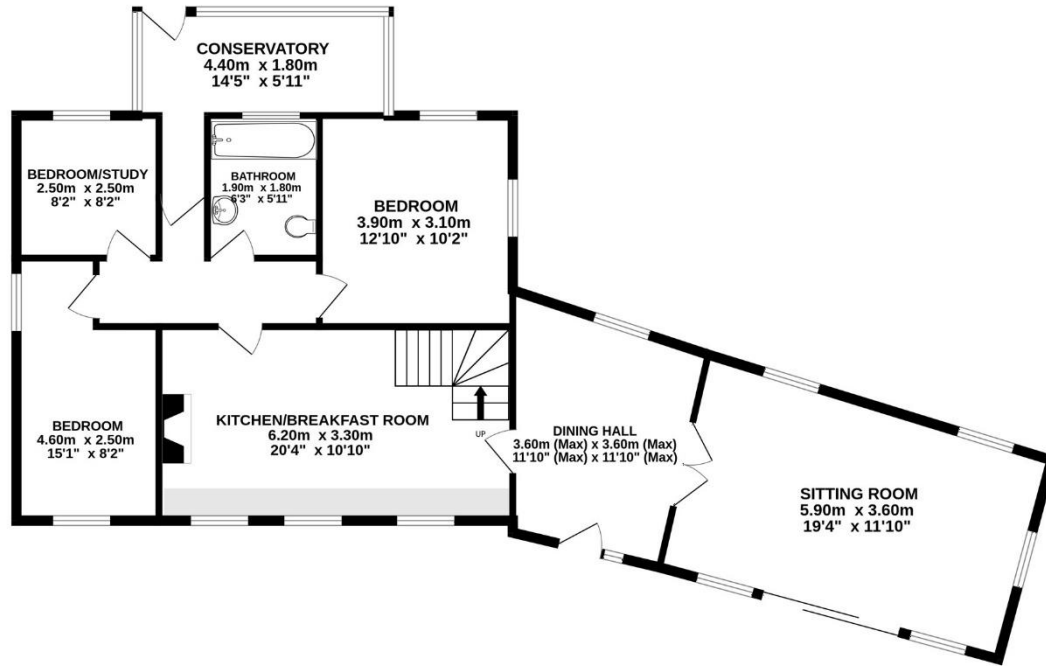 CONSERVATORY
4.40m x 1.80m
14'5" x 5'11"
BEDROOM/STUDY
2.50m x 2.50m
8'2" x 8'2"
BATHROOM
1.90m x 1.80m
6'3" x 5'11"
BEDROOM
3.90m x 3.10m
12'10" x 10'2"
BEDROOM
4.60m x 2.50m
15'1" x 8'2"
KITCHEN/BREAKFAST ROOM
6.20m x 3.30m
20'4" x 10'10"
UP
DINING HALL
3.60m (Max) x 3.60m (Max)
11'10" (Max) x 11'10" (Max)
SITTING ROOM
5.90m x 3.60m
19'4" x 11'10"